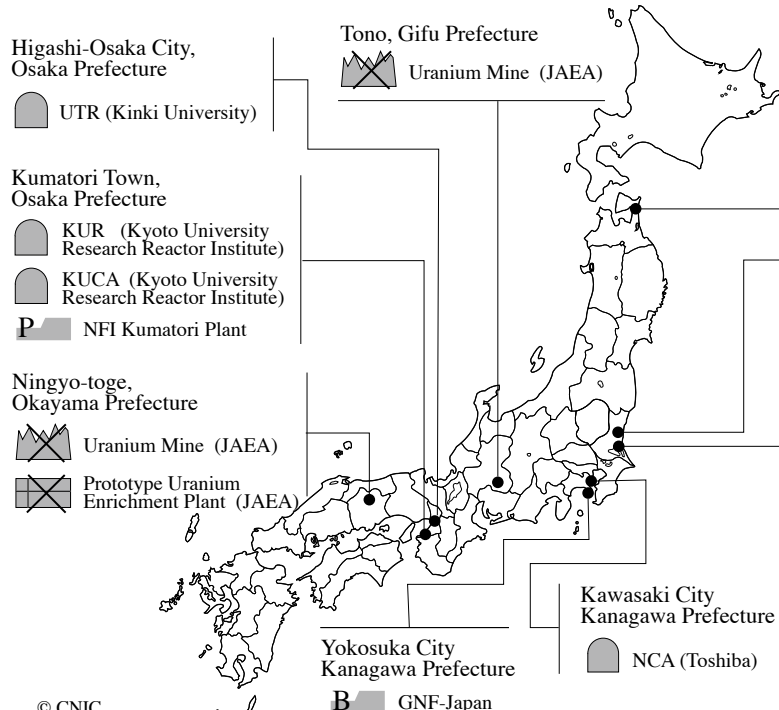 Higashi-Osaka City,
Osaka Prefecture
UTR (Kinki University)
Tono, Gifu Prefecture
Uranium Mine (JAEA)
Kumatori Town,
Osaka Prefecture
KUR (Kyoto University
Research Reactor Institute)
KUCA (Kyoto University
Research Reactor Institute)
P NFI Kumatori Plant
Ningyo-toge,
Okayama Prefecture
Uranium Mine (JAEA)
Prototype Uranium
Enrichment Plant (JAEA)
Kawasaki City
Kanagawa Prefecture
NCA (Toshiba)
Yokosuka City
Kanagawa Prefecture
B GNF-Japan
© CNIC